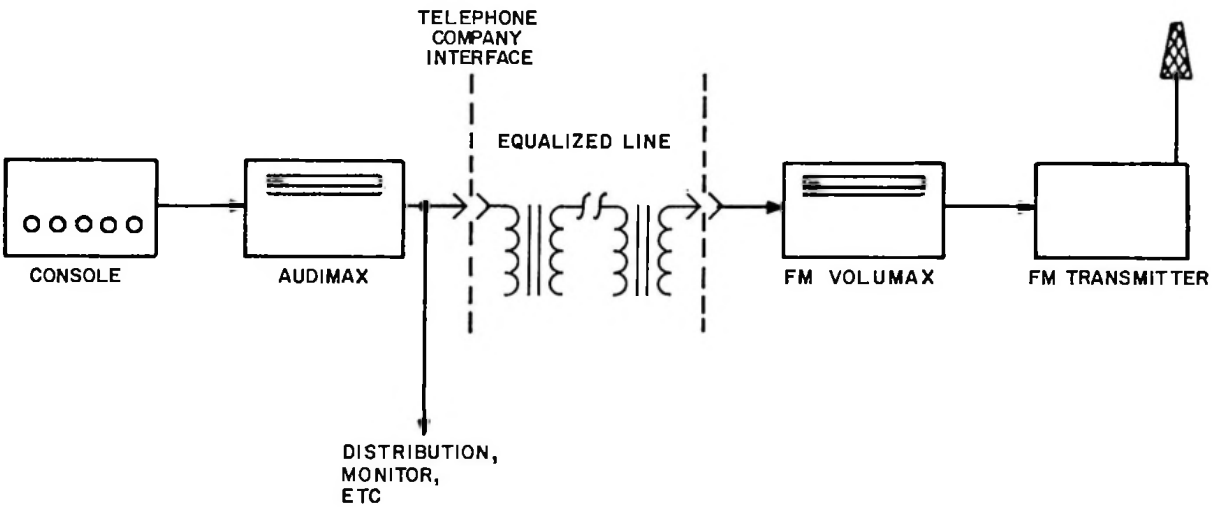 TELEPHONE
COMPANY
INTERFACE
EQUALIZED LINE
CONSOLE
AUDIMAX
FM VOLUMAX
FM TRANSMITTER
DISTRIBUTION,
MONITOR,
ETC